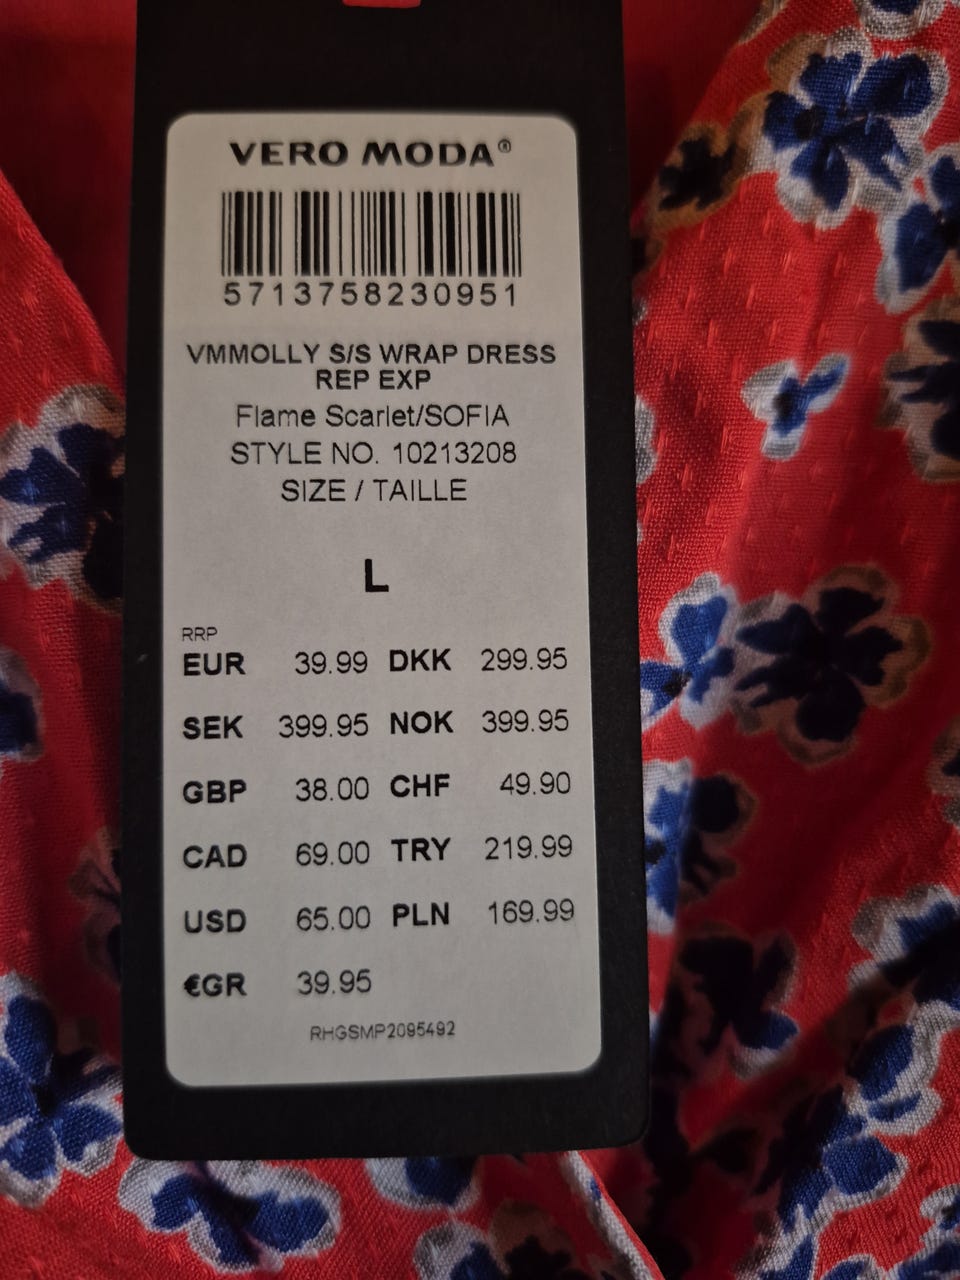 VERO MODA®
5713758230951
VMMOLLY S/S WRAP DRESS
REP EXP
Flame Scarlet/SOFIA
STYLE NO. 10213208
SIZE / TAILLE
L
RRP
EUR 39.99 DKK 299.95
SEK 399.95 NOK 399.95
GBP 38.00 CHF 49.90
CAD 69.00 TRY 219.99
USD 65.00 PLN 169.99
€GR 39.95
RHGSMP2095492